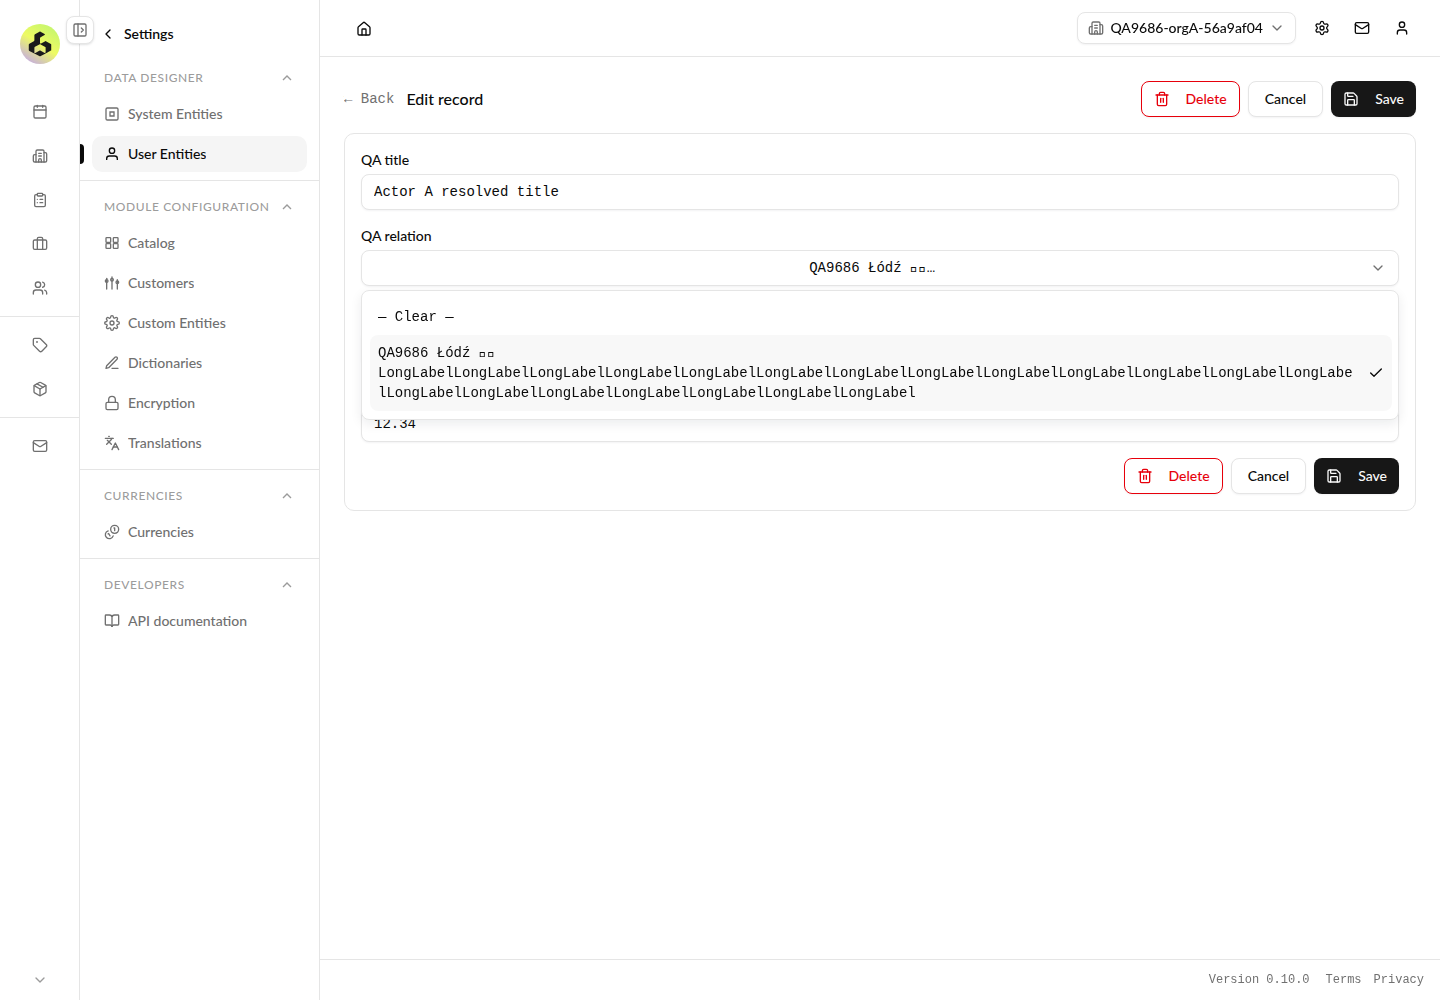 Settings
QA9686-orgA-56a9af04
DATA DESIGNER
System Entities
User Entities
MODULE CONFIGURATION
Catalog
Customers
Custom Entities
Dictionaries
Encryption
Translations
CURRENCIES
Currencies
DEVELOPERS
API documentation
← Back Edit record
Delete Cancel Save
QA title
Actor A resolved title
QA relation
QA9686 Łódź …
— Clear —
QA9686 Łódź
LongLabelLongLabelLongLabelLongLabelLongLabelLongLabelLongLabelLongLabelLongLabelLongLabelLongLabelLongLabelLongLabe
lLongLabelLongLabelLongLabelLongLabelLongLabelLongLabelLongLabel
12.34
Delete Cancel Save
Version 0.10.0 Terms Privacy